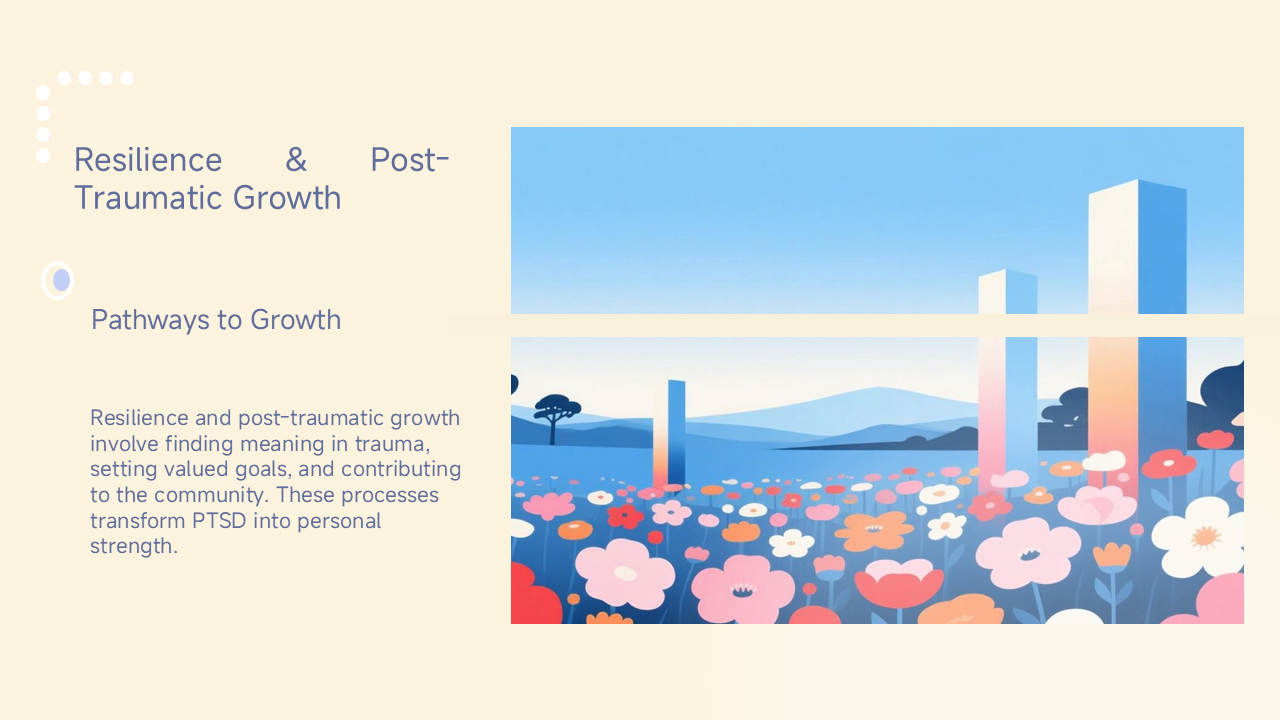 Resilience & Post-
Traumatic Growth
Pathways to Growth
Resilience and post-traumatic growth
involve finding meaning in trauma,
setting valued goals, and contributing
to the community. These processes
transform PTSD into personal
strength.